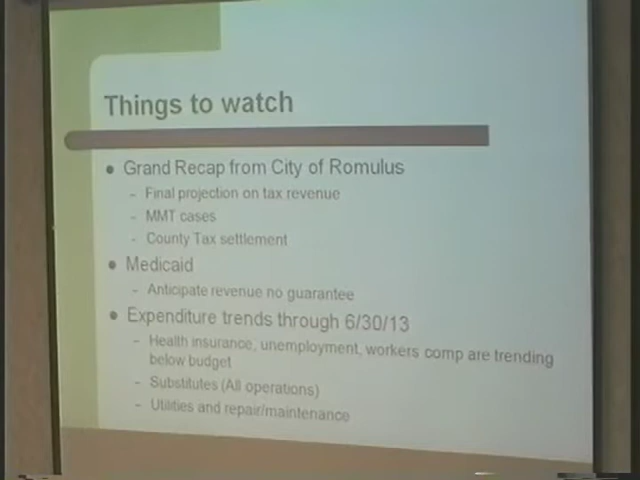 Things to watch
• Grand Recap from City of Romulus
- Final projection on tax revenue
- MMT cases
- County Tax settlement
• Medicaid
- Anticipate revenue no guarantee
• Expenditure trends through 6/30/13
- Health insurance, unemployment, workers comp are trending
below budget
- Substitutes (All operations)
- Utilities and repair/maintenance